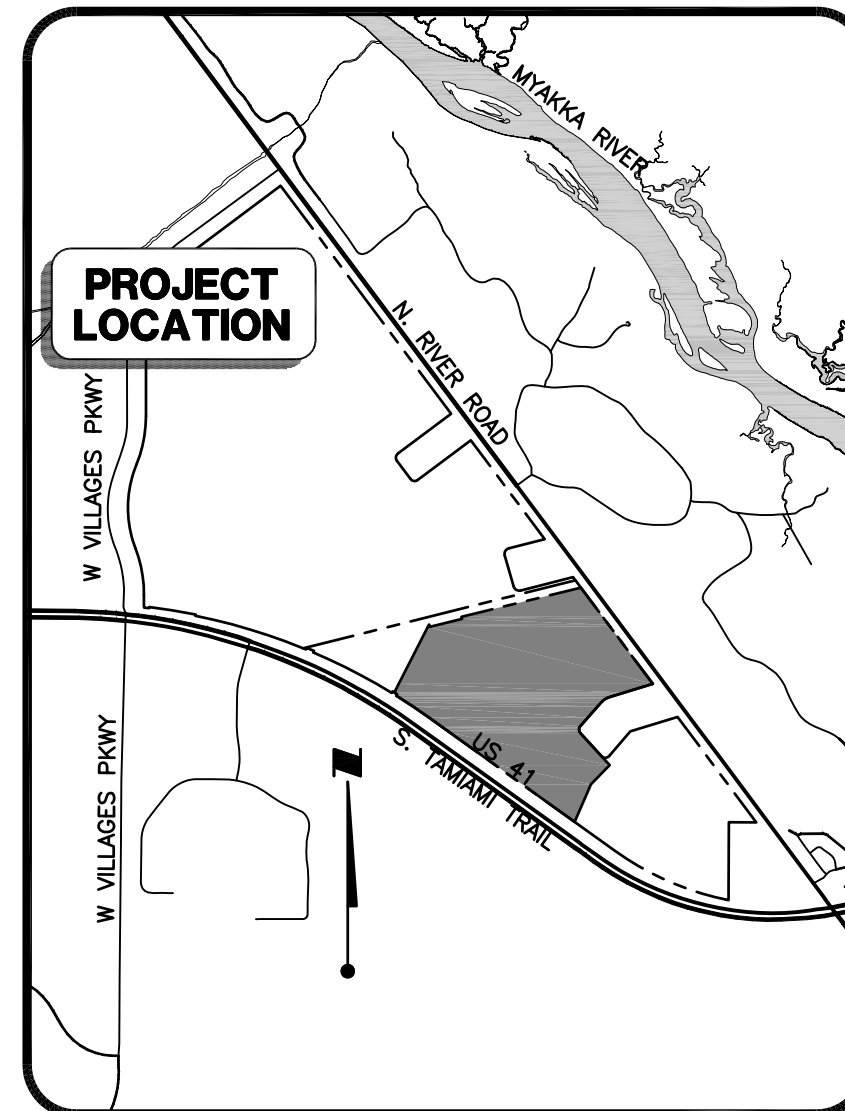 MYAKKA RIVER
PROJECT
LOCATION
N. RIVER ROAD
W VILLAGES PKWY
US 41
S. TAMIAMI TRAIL
W VILLAGES PKWY
N